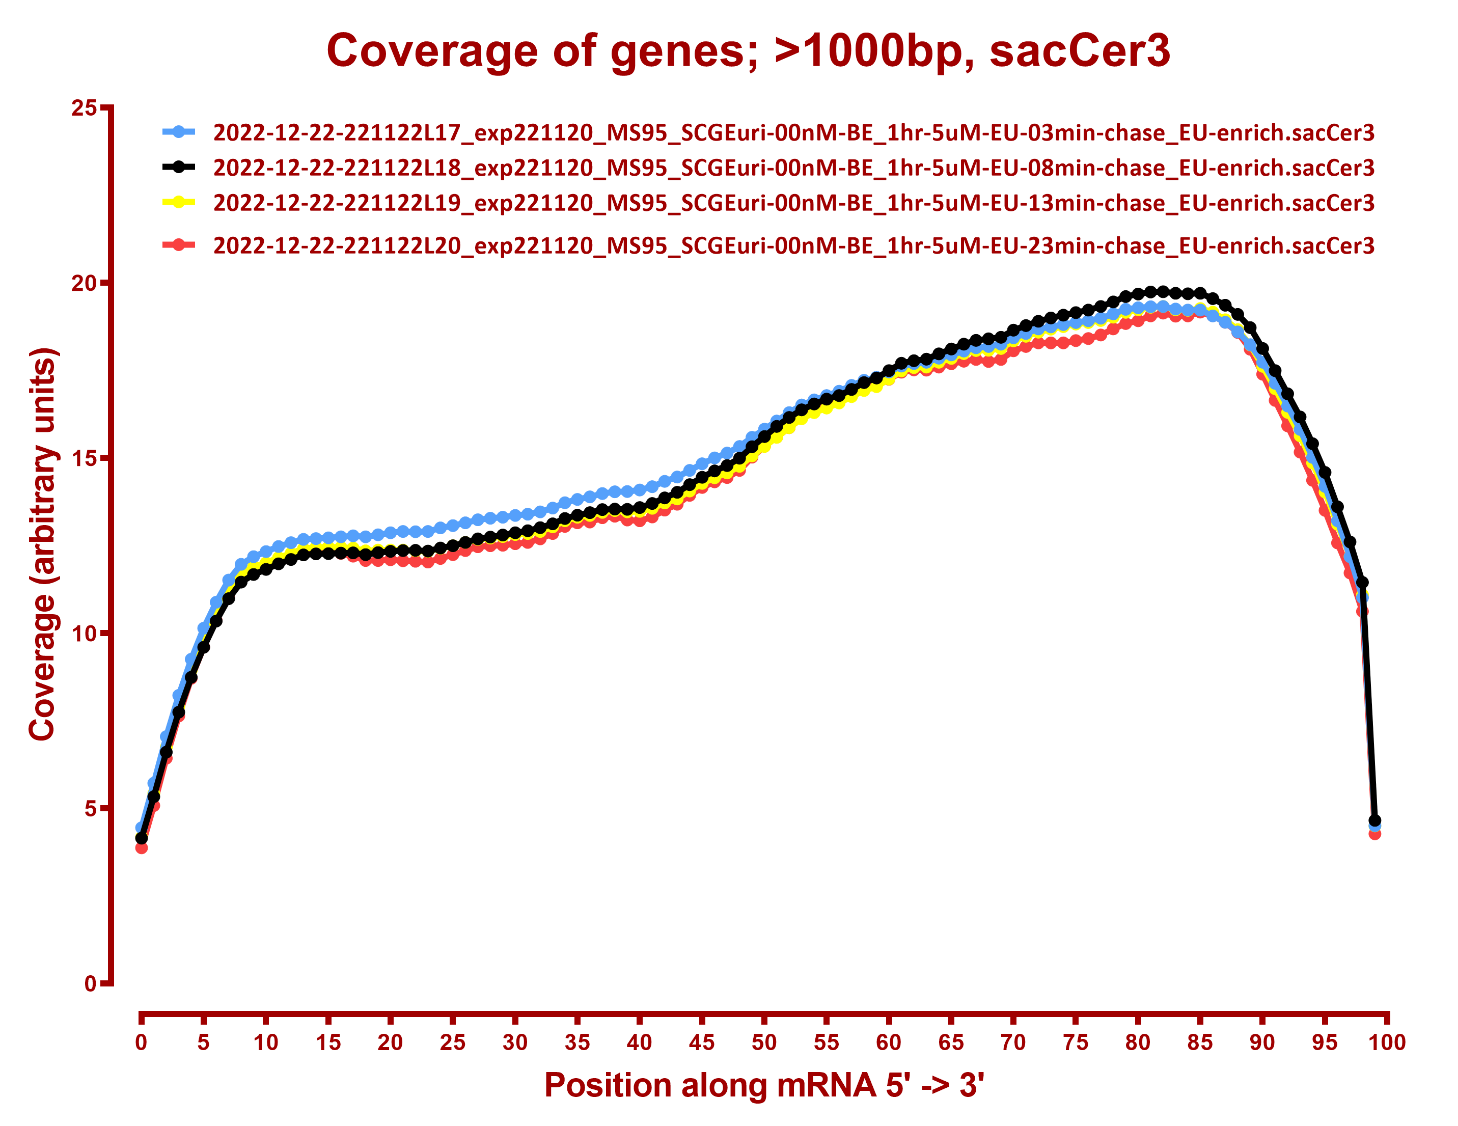 Coverage of genes; >1000bp, sacCer3
25
2022-12-22-221122L17_exp221120_MS95_SCGEuri-00nM-BE_1hr-5uM-EU-03min-chase_EU-enrich.sacCer3
2022-12-22-221122L18_exp221120_MS95_SCGEuri-00nM-BE_1hr-5uM-EU-08min-chase_EU-enrich.sacCer3
2022-12-22-221122L19_exp221120_MS95_SCGEuri-00nM-BE_1hr-5uM-EU-13min-chase_EU-enrich.sacCer3
2022-12-22-221122L20_exp221120_MS95_SCGEuri-00nM-BE_1hr-5uM-EU-23min-chase_EU-enrich.sacCer3
20
15
10
5
0
Coverage (arbitrary units)
0 5 10 15 20 25 30 35 40 45 50 55 60 65 70 75 80 85 90 95 100
Position along mRNA 5' -> 3'